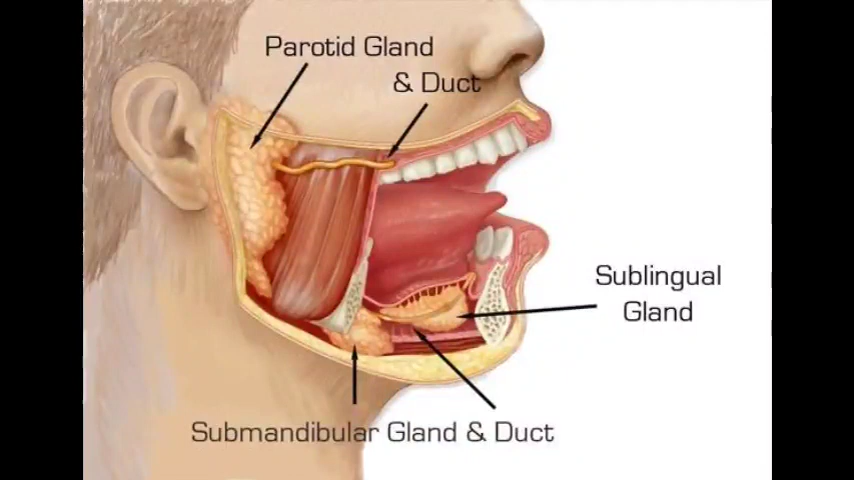 Parotid Gland
& Duct
Sublingual
Gland
Submandibular Gland & Duct